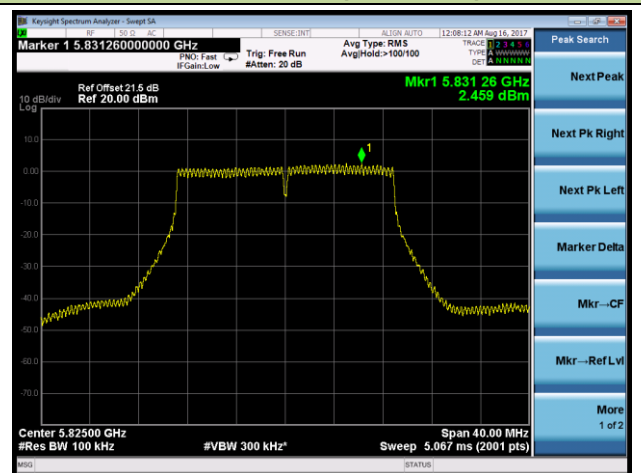 Keysight Spectrum Analyzer - Swept SA
RF 50 Ω AC SENSE:INT ALIGN AUTO 12:08:12 AM Aug 16, 2017
Marker 1 5.831260000000 GHz
PNO: Fast
IFGain:Low
Trig: Free Run
#Atten: 20 dB
Avg Type: RMS
Avg|Hold:>100/100
TRACE 1 2 3 4 5 6
TYPE A WWWWW
DET A N N N N N
Peak Search
Mkr1 5.831 26 GHz
2.459 dBm
Ref Offset 21.5 dB
10 dB/div Ref 20.00 dBm
Log
10.0
0.00
-10.0
-20.0
-30.0
-40.0
-50.0
-60.0
-70.0
1
Center 5.82500 GHz
Span 40.00 MHz
#Res BW 100 kHz
#VBW 300 kHz*
Sweep 5.067 ms (2001 pts)
MSG
STATUS
Next Peak
Next Pk Right
Next Pk Left
Marker Delta
Mkr→CF
Mkr→Ref Lvl
More
1 of 2